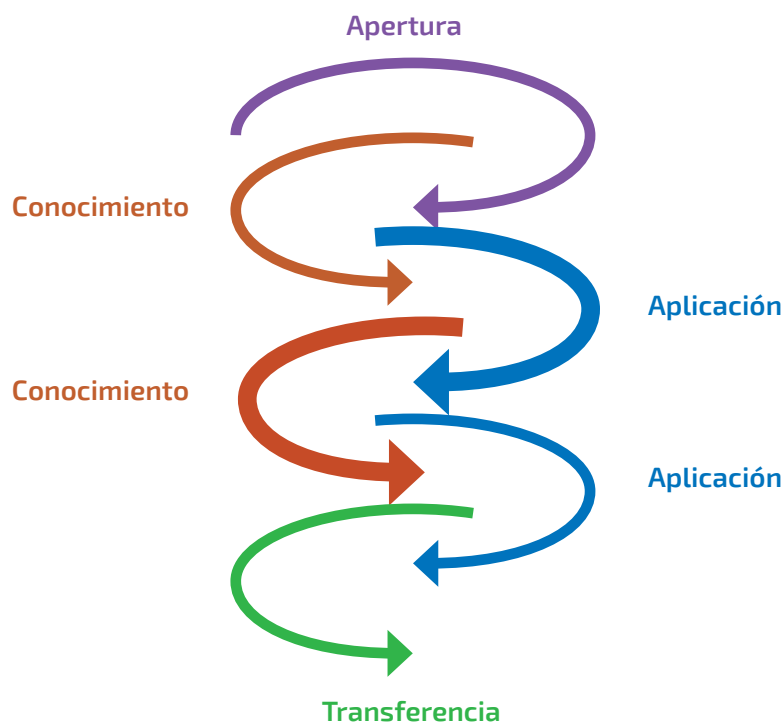 Apertura
Conocimiento
Aplicación
Conocimiento
Aplicación
Transferencia